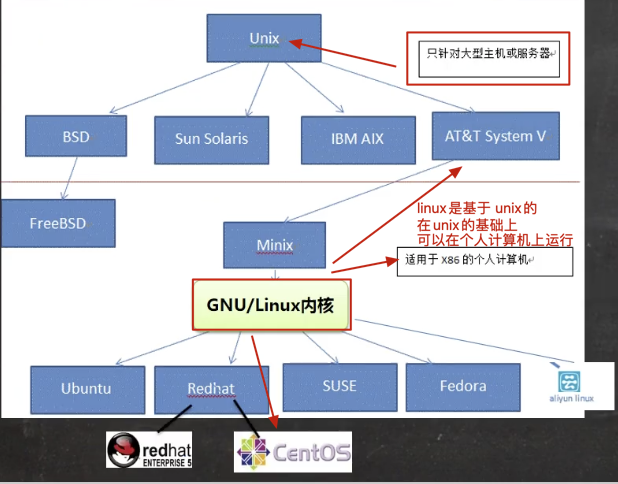 Unix
只针对大型主机或服务器
BSD
Sun Solaris
IBM AIX
AT&T System V
FreeBSD
Minix
linux是基于 unix的
在unix的基础上
可以在个人计算机上运行
适用于 X86 的个人计算机
GNU/Linux内核
Ubuntu
Redhat
SUSE
Fedora
aliyun linux
redhat
ENTERPRISE 5
CentOS